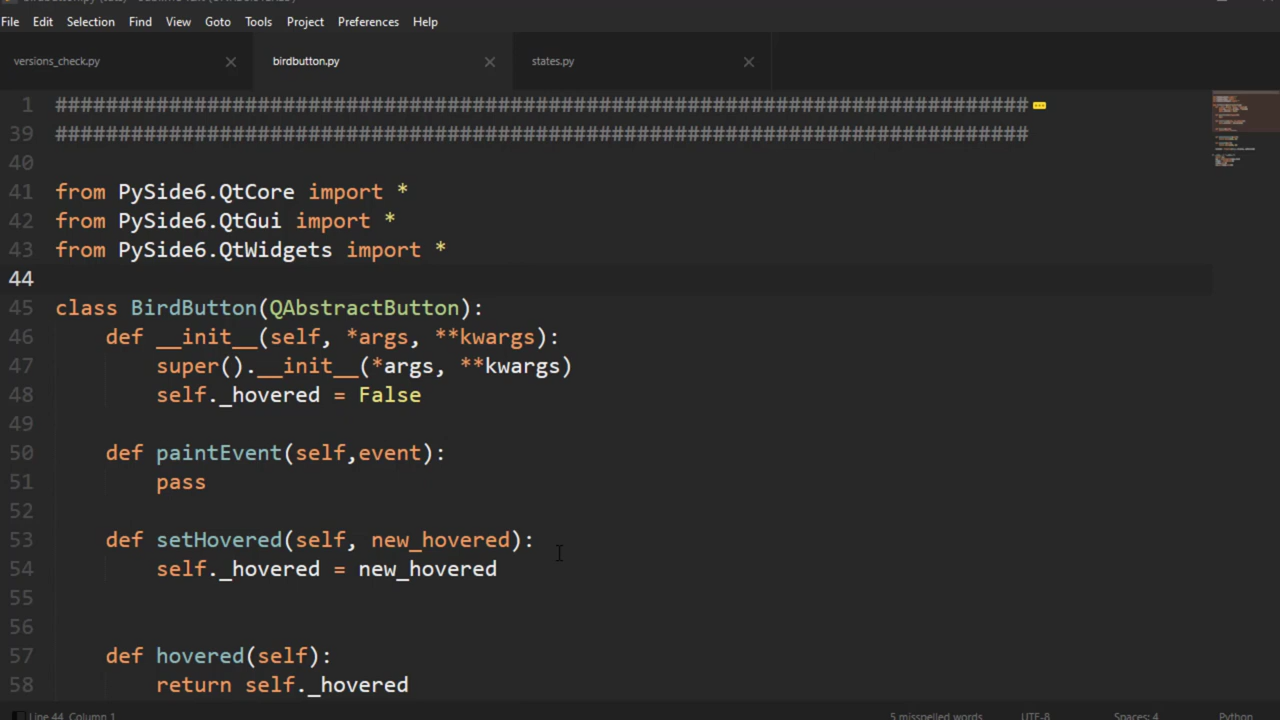 File Edit Selection Find View Goto Tools Project Preferences Help
versions_check.py birdbutton.py states.py
1 #############################################################################
39 #############################################################################
40
41 from PySide6.QtCore import *
42 from PySide6.QtGui import *
43 from PySide6.QtWidgets import *
44
45 class BirdButton(QAbstractButton):
46 def __init__(self, *args, **kwargs):
47 super().__init__(*args, **kwargs)
48 self._hovered = False
49
50 def paintEvent(self,event):
51 pass
52
53 def setHovered(self, new_hovered):
54 self._hovered = new_hovered
55
56
57 def hovered(self):
58 return self._hovered
Line 44, Column 1 5 misspelled words UTF-8 Spaces: 4 Python